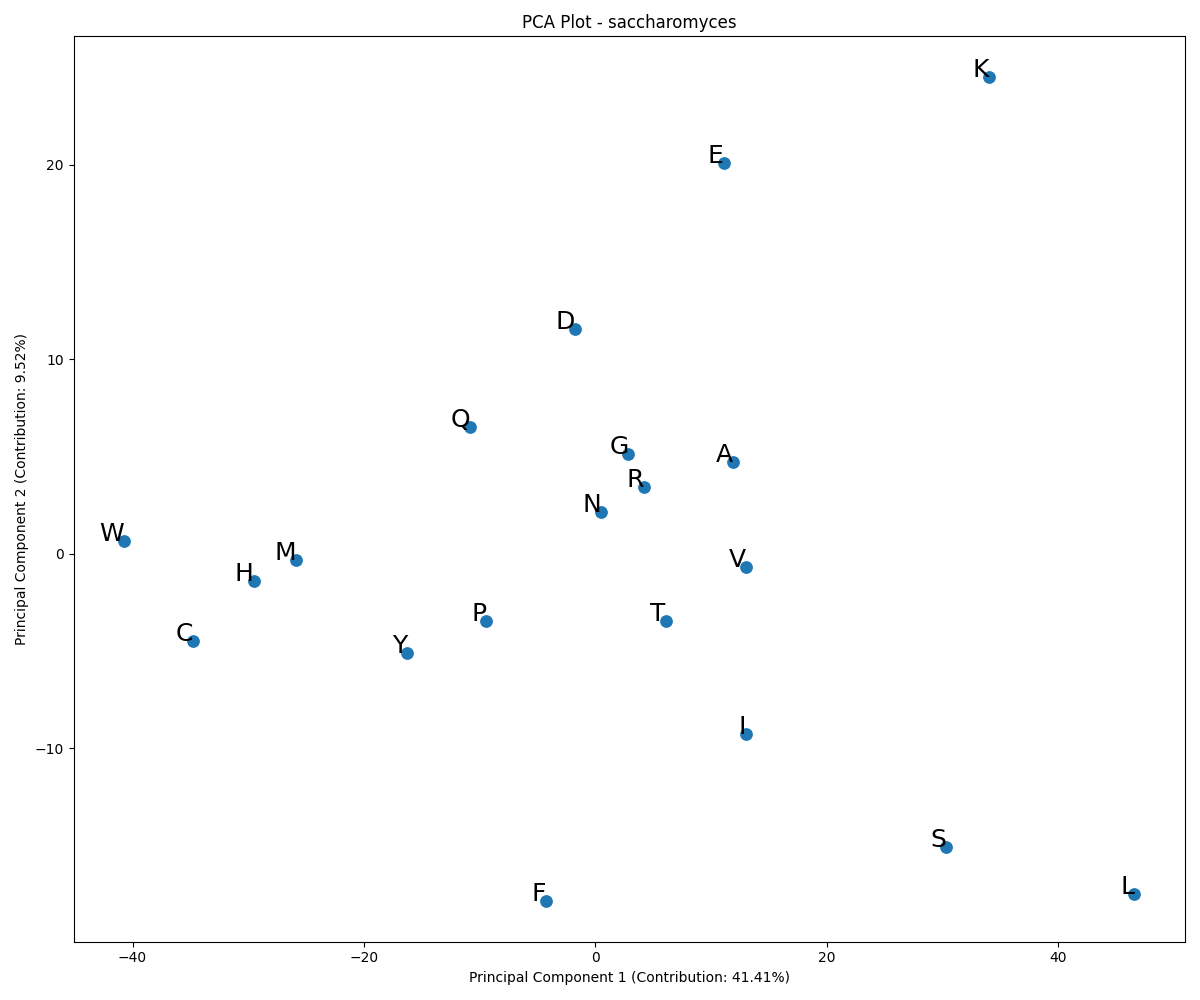 PCA Plot - saccharomyces
K
20
E
D
10
Q
G
A
R
N
W
0
M
V
H
C
P
T
Y
−10
I
S
L
F
−40
−20
0
20
40
Principal Component 2 (Contribution: 9.52%)
Principal Component 1 (Contribution: 41.41%)